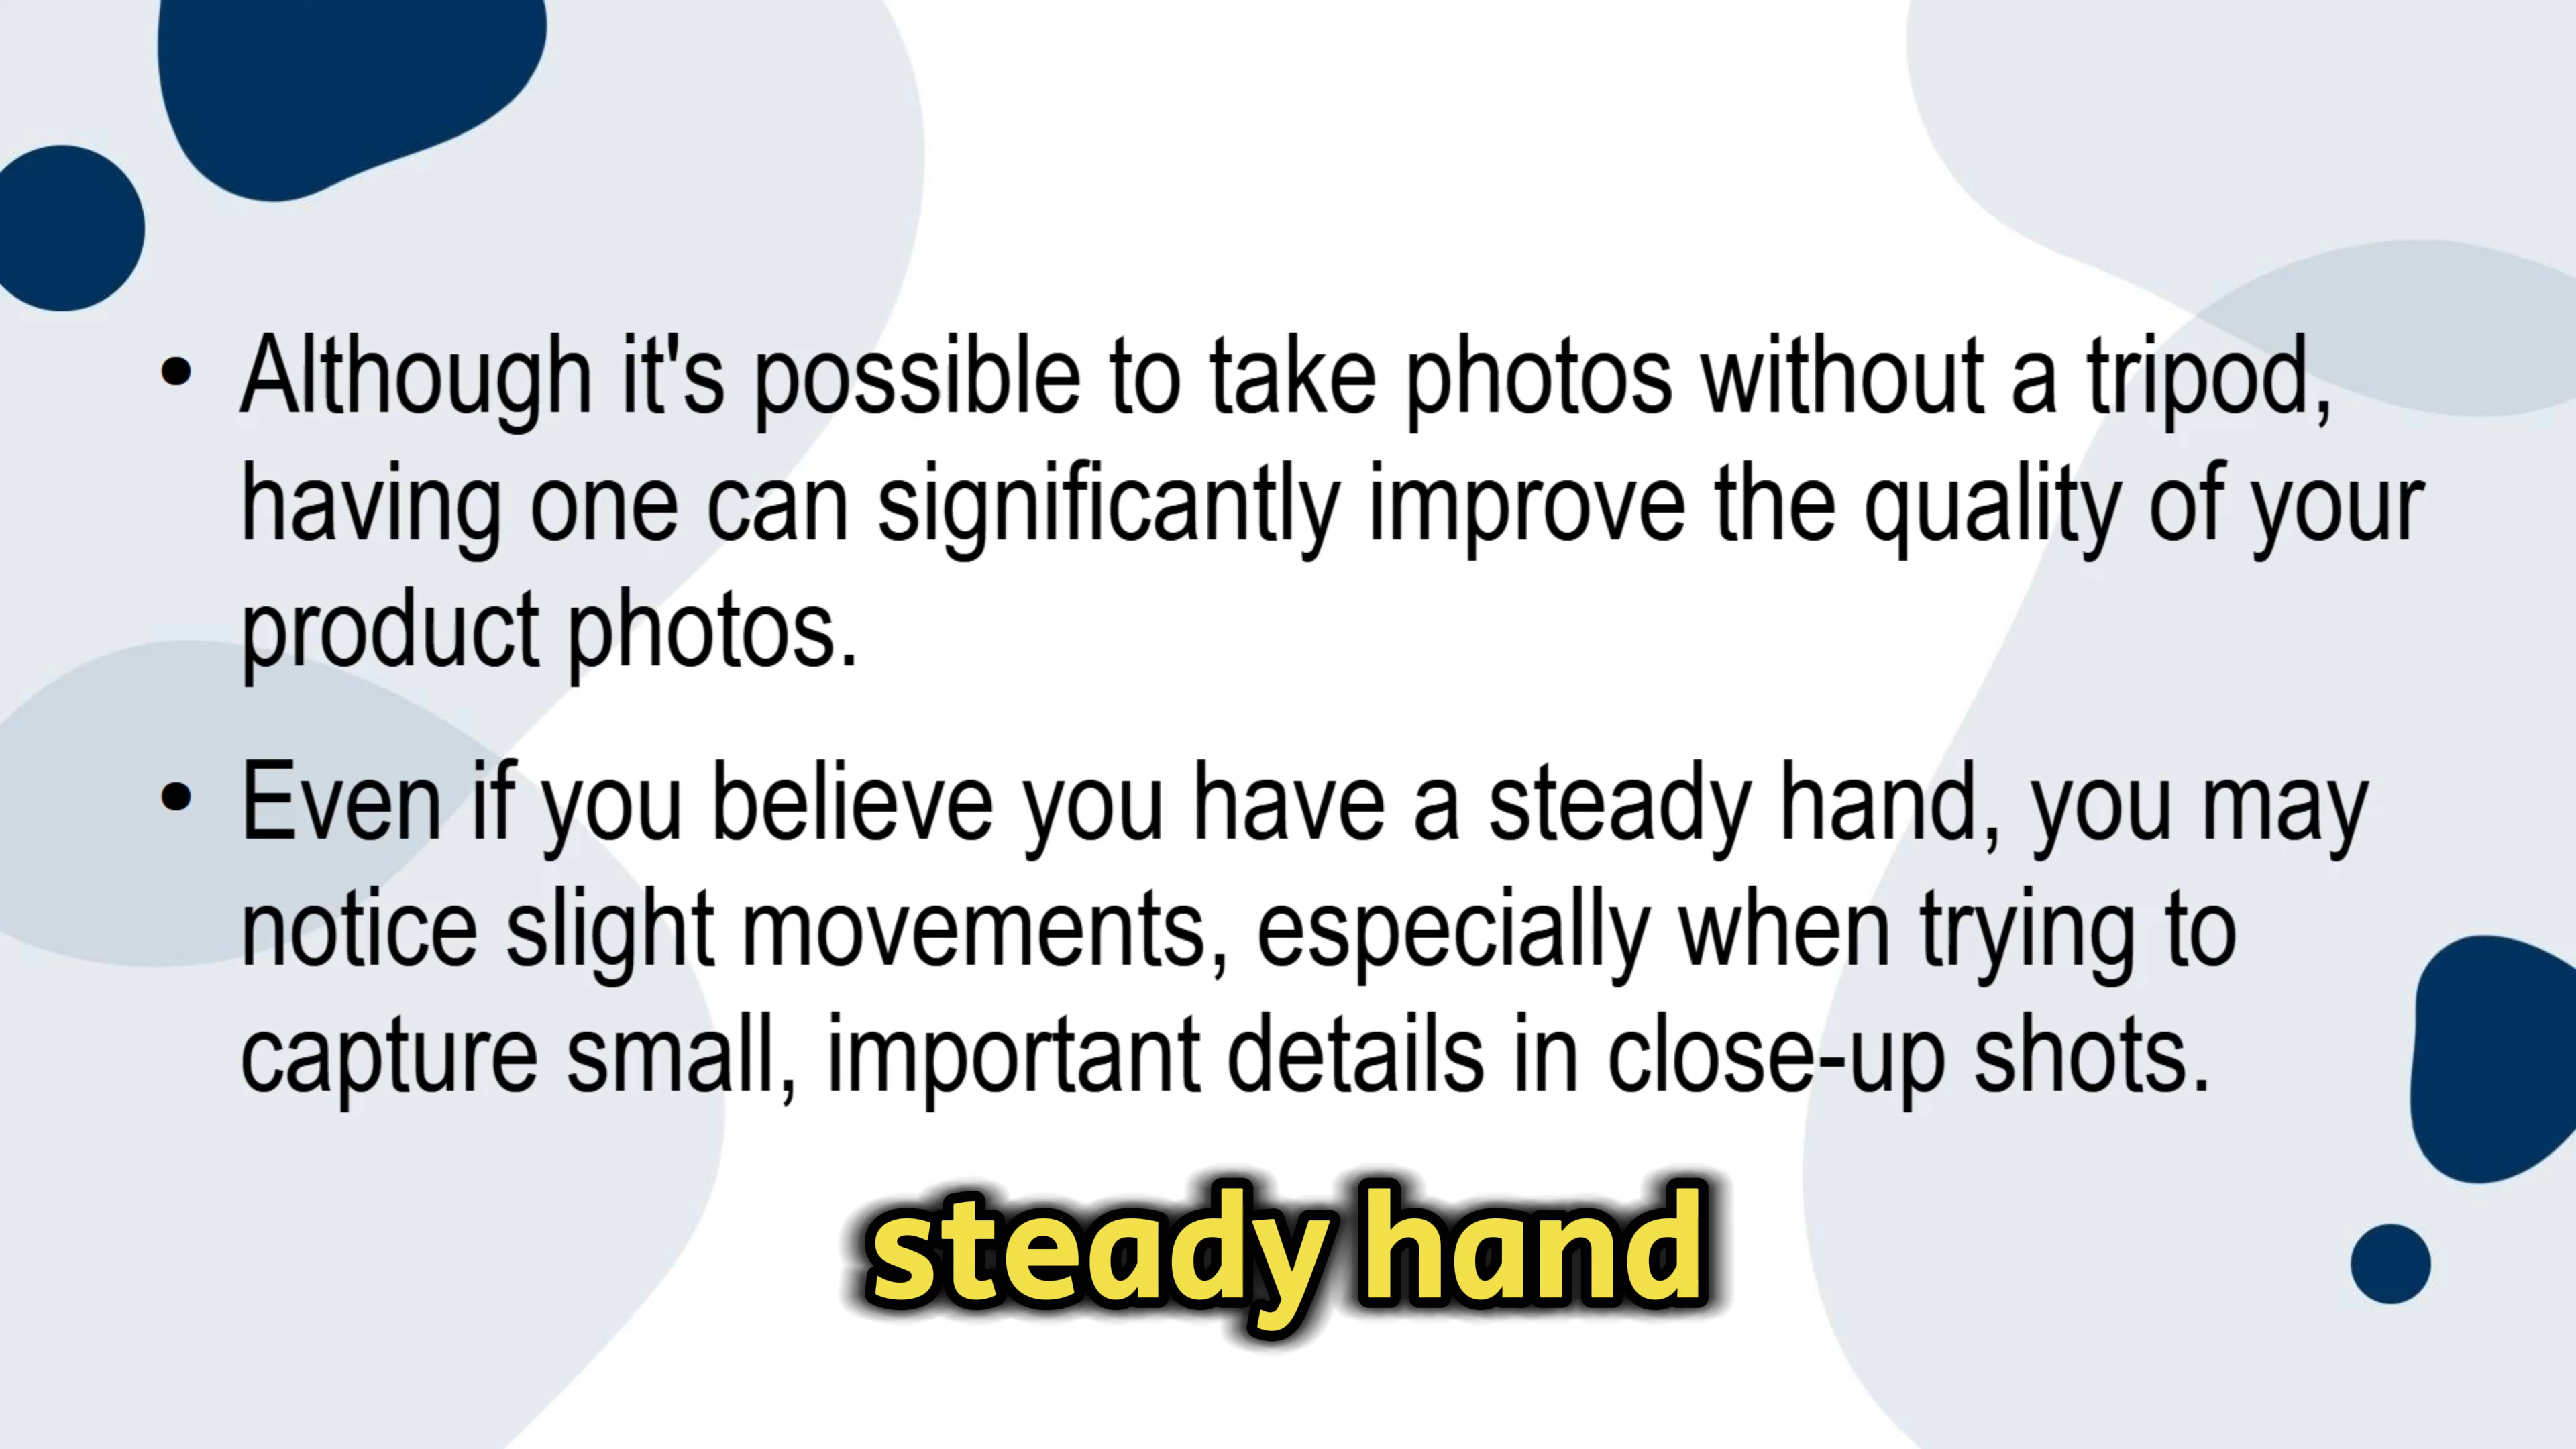 • Although it's possible to take photos without a tripod,
having one can significantly improve the quality of your
product photos.
• Even if you believe you have a steady hand, you may
notice slight movements, especially when trying to
capture small, important details in close-up shots.
steady hand